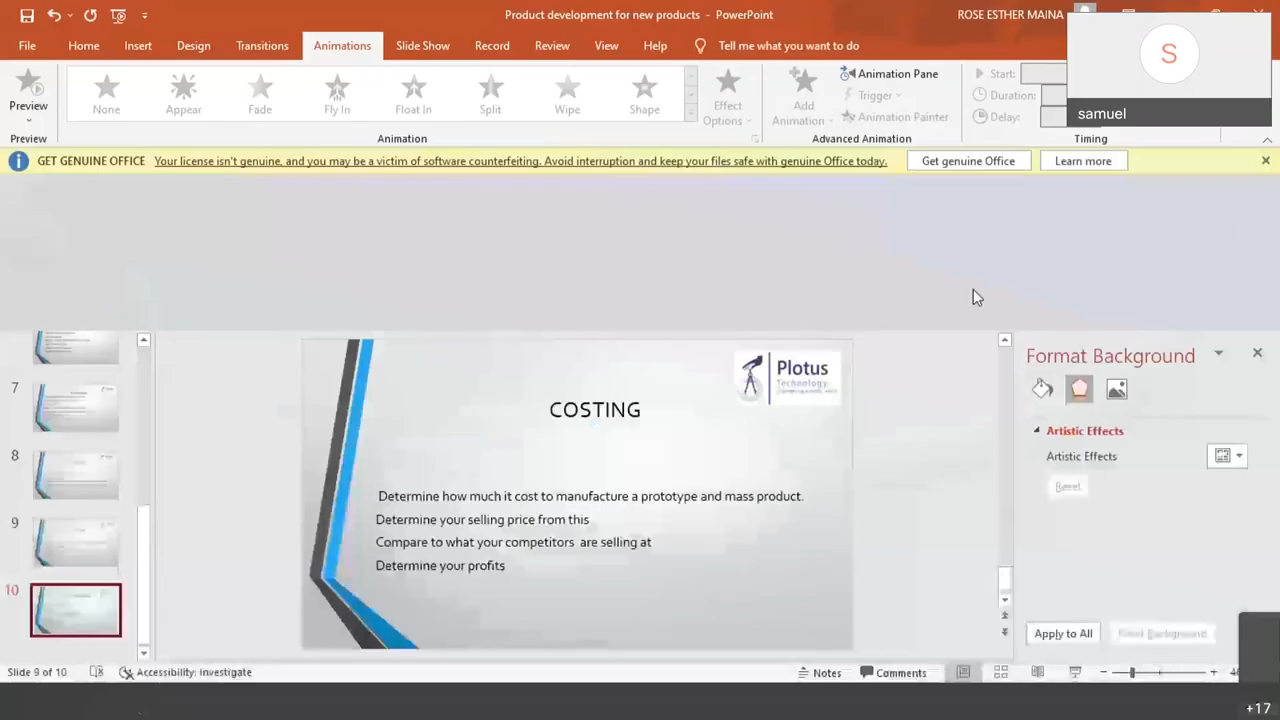 Product development for new products - PowerPoint
ROSE ESTHER MAINA
S
samuel
File Home Insert Design Transitions Animations Slide Show Record Review View Help Tell me what you want to do
Preview
None Appear Fade Fly In Float In Split Wipe Shape
Effect Options
Add Animation
Animation Pane
Trigger
Animation Painter
Start:
Duration:
Delay:
Preview Animation Advanced Animation Timing
GET GENUINE OFFICE Your license isn't genuine, and you may be a victim of software counterfeiting. Avoid interruption and keep your files safe with genuine Office today. Get genuine Office Learn more
7
8
9
10
Plotus
Technology
COSTING
Determine how much it cost to manufacture a prototype and mass product.
Determine your selling price from this
Compare to what your competitors are selling at
Determine your profits
Format Background
Artistic Effects
Artistic Effects
Reset
Apply to All Reset Background
Slide 9 of 10 Accessibility: Investigate Notes Comments
+17